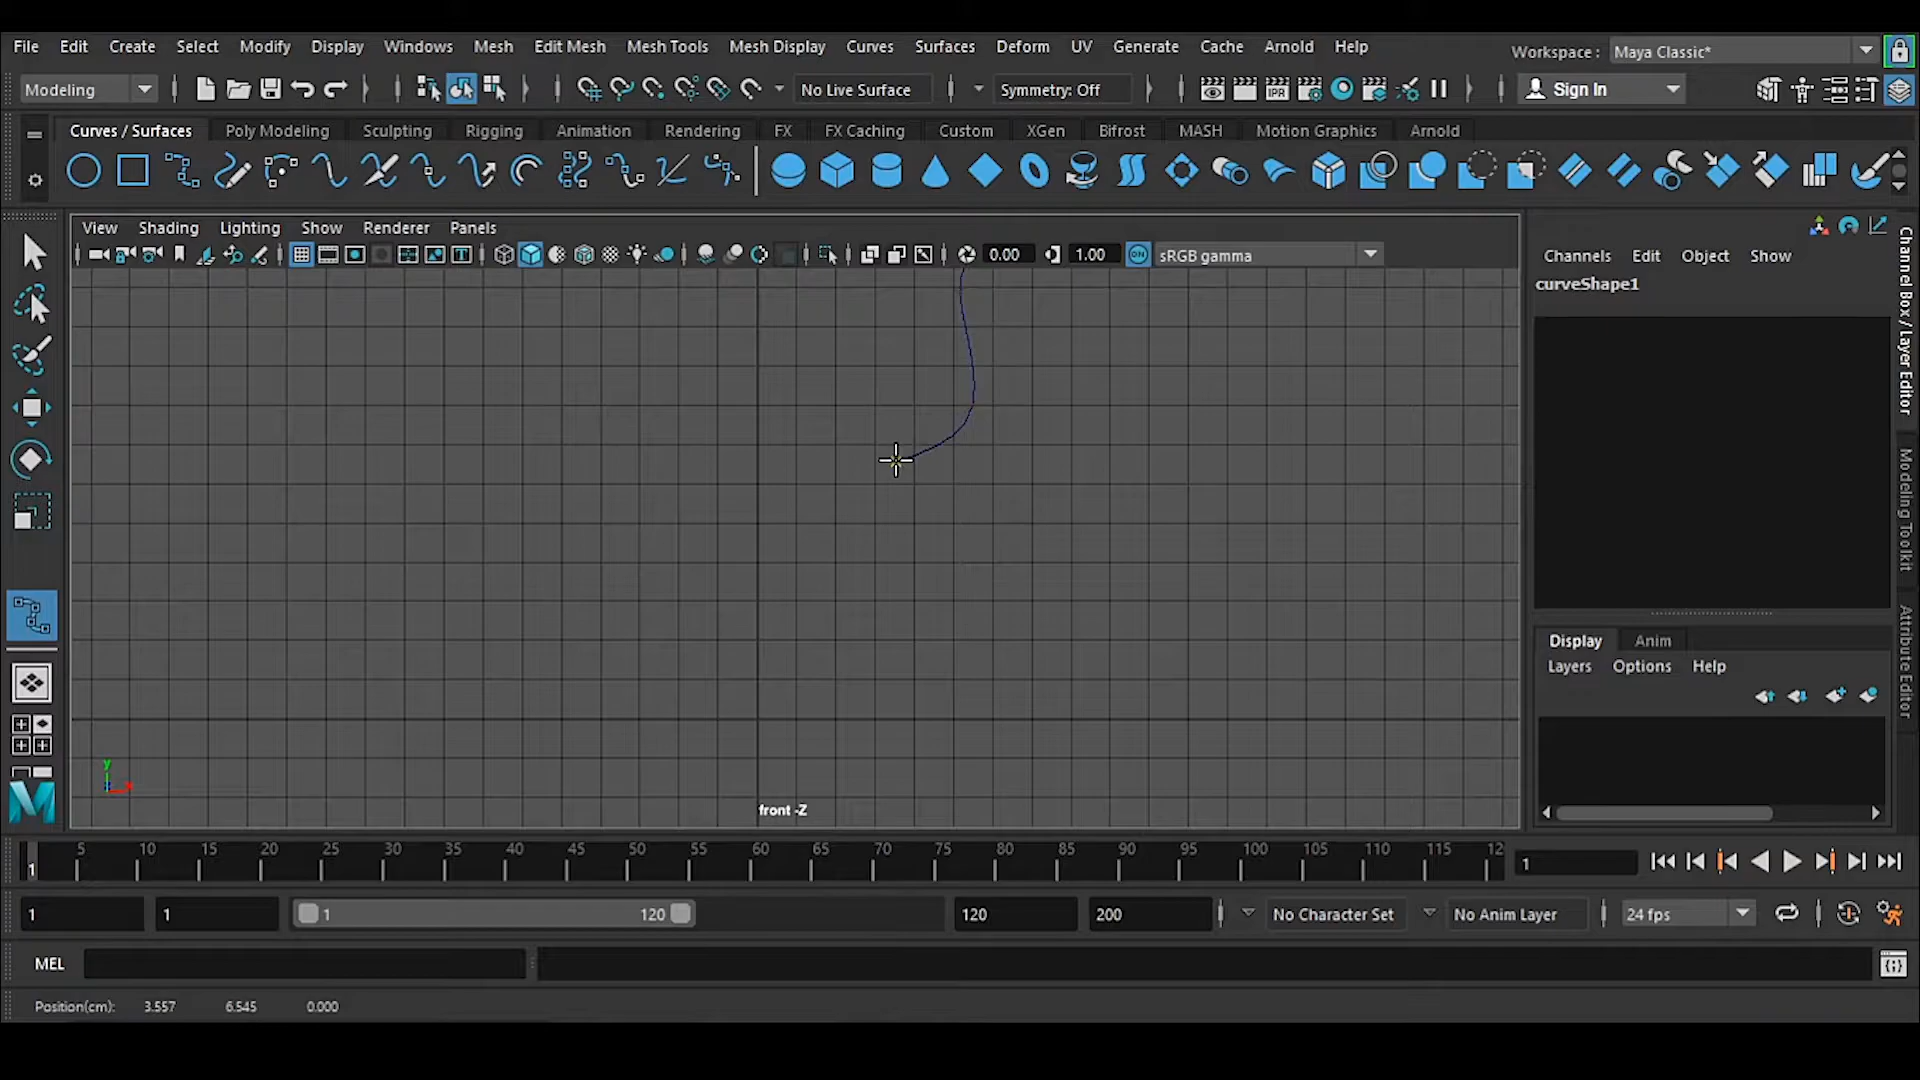 File Edit Create Select Modify Display Windows Mesh Edit Mesh Mesh Tools Mesh Display Curves Surfaces Deform UV Generate Cache Arnold Help
Workspace : Maya Classic*
Modeling No Live Surface Symmetry: Off Sign In
IPR
Curves / Surfaces Poly Modeling Sculpting Rigging Animation Rendering FX FX Caching Custom XGen Bifrost MASH Motion Graphics Arnold
View Shading Lighting Show Renderer Panels
0.00 1.00 ON sRGB gamma
Channels Edit Object Show
curveShape1
Channel Box / Layer Editor
Modeling Toolkit
Attribute Editor
Display Anim
Layers Options Help
y
x
front -Z
5 10 15 20 25 30 35 40 45 50 55 60 65 70 75 80 85 90 95 100 105 110 115 12
1 1
1 1 1 120 120 200 No Character Set No Anim Layer 24 fps
MEL
Position(cm): 3.557 6.545 0.000